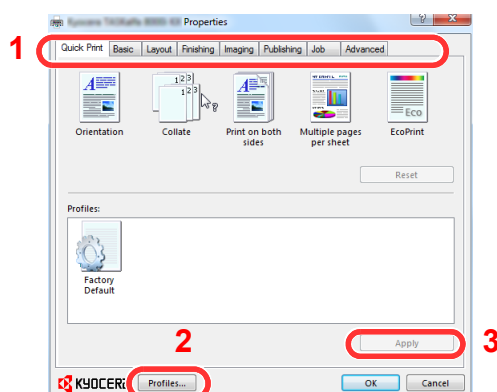 Properties
1
Quick Print Basic Layout Finishing Imaging Publishing Job Advanced
Orientation Collate Print on both sides Multiple pages per sheet EcoPrint
Reset
Profiles:
Factory
Default
2
3
Apply
KYOCERa Profiles... OK Cancel